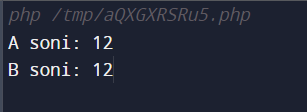 php /tmp/aQXGXRSRu5.php
A soni: 12
B soni: 12